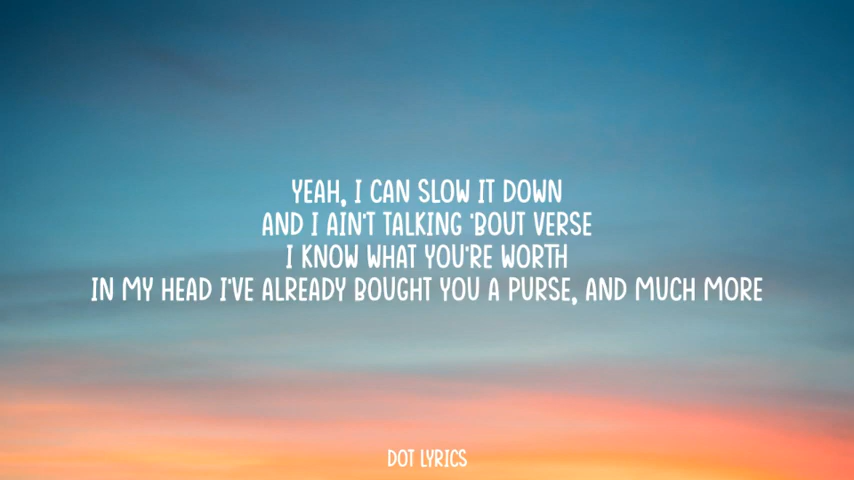 YEAH, I CAN SLOW IT DOWN
AND I AIN'T TALKING 'BOUT VERSE
I KNOW WHAT YOU'RE WORTH
IN MY HEAD I'VE ALREADY BOUGHT YOU A PURSE, AND MUCH MORE
DOT LYRICS